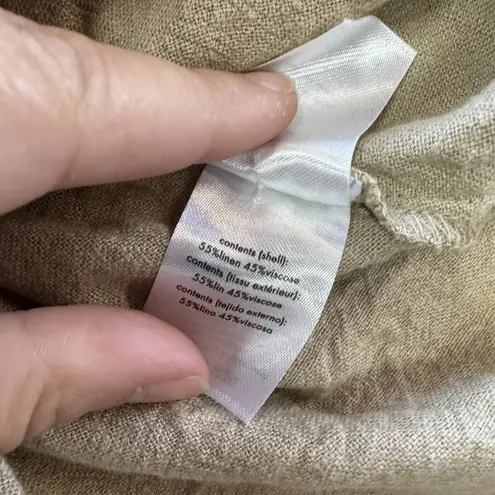 contents (shell):
55%linen 45%viscose
contents (tissu extérieur):
55%lin 45%viscose
contents (tejido externo):
55%lino 45%viscosa